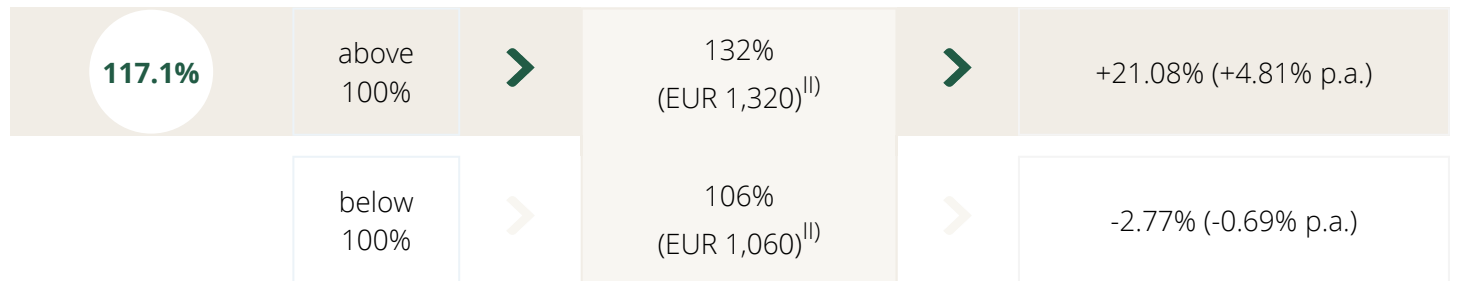 117.1%
above
100%
132%
(EUR 1,320)II)
+21.08% (+4.81% p.a.)
below
100%
106%
(EUR 1,060)II)
-2.77% (-0.69% p.a.)